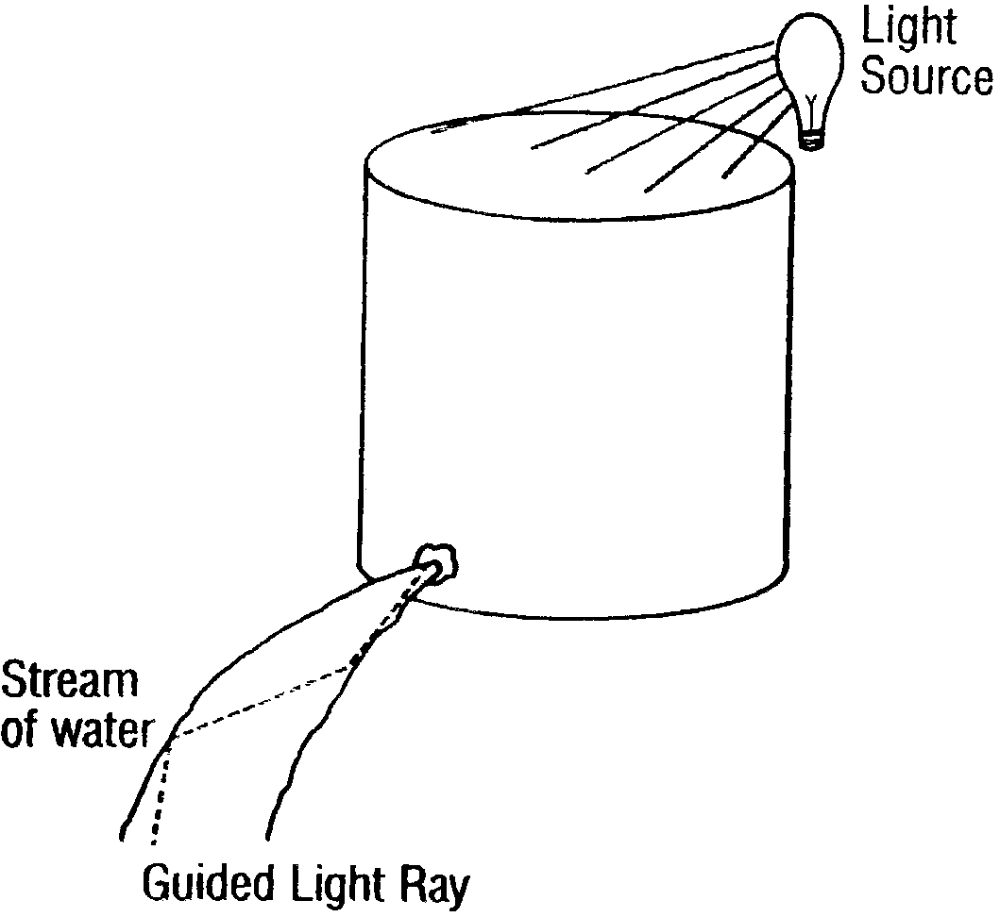 Light
Source
Stream
of water
Guided Light Ray